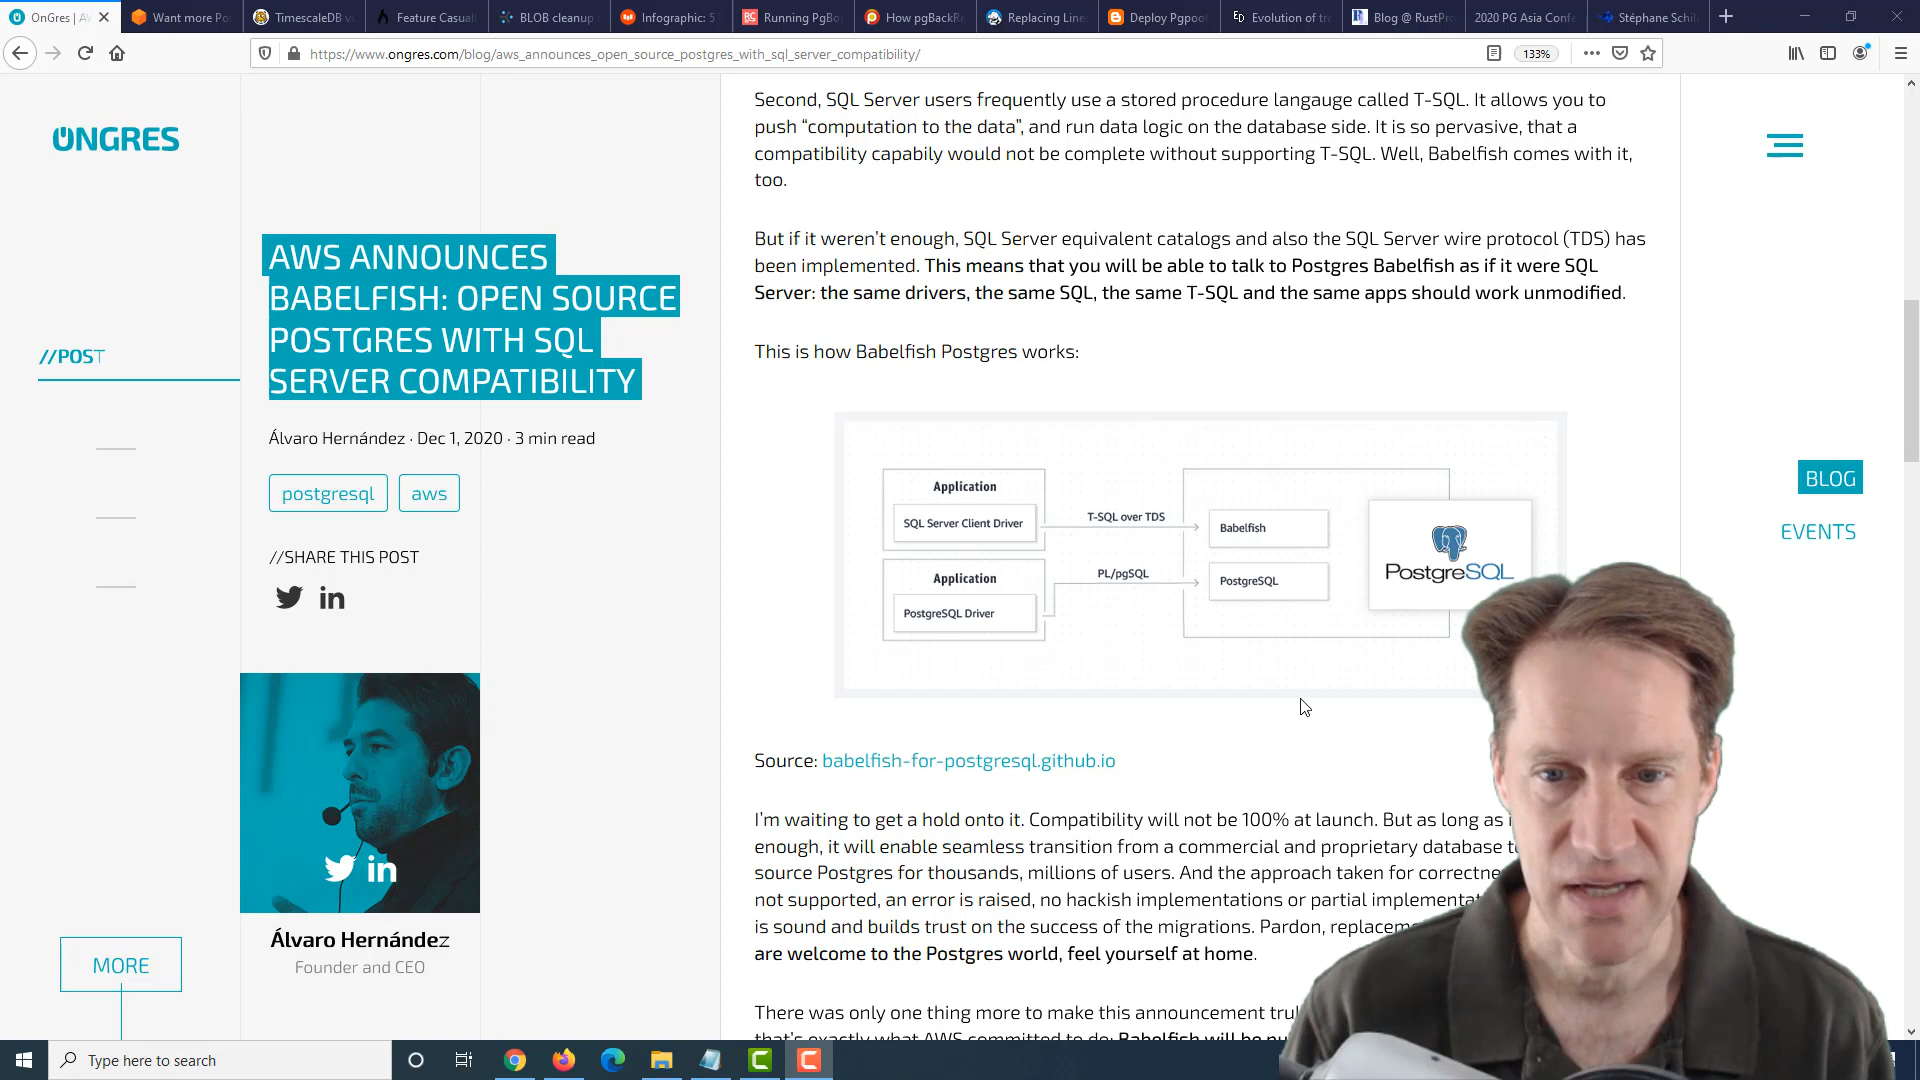 OnGres | A
Want more Po
TimescaleDB v
Feature Casual
BLOB cleanup
Infographic: 5
Running PgBo
How pgBackR
Replacing Line
Deploy Pgpoo
Evolution of tr
Blog @ RustPr
2020 PG Asia Conf
Stéphane Schil
https://www.ongres.com/blog/aws_announces_open_source_postgres_with_sql_server_compatibility/
133%
ONGRES
//POST
AWS ANNOUNCES
BABELFISH: OPEN SOURCE
POSTGRES WITH SQL
SERVER COMPATIBILITY
Álvaro Hernández · Dec 1, 2020 · 3 min read
postgresql
aws
//SHARE THIS POST
Álvaro Hernández
Founder and CEO
MORE
Second, SQL Server users frequently use a stored procedure langauge called T-SQL. It allows you to
push “computation to the data”, and run data logic on the database side. It is so pervasive, that a
compatibility capabily would not be complete without supporting T-SQL. Well, Babelfish comes with it,
too.
But if it weren’t enough, SQL Server equivalent catalogs and also the SQL Server wire protocol (TDS) has
been implemented. This means that you will be able to talk to Postgres Babelfish as if it were SQL
Server: the same drivers, the same SQL, the same T-SQL and the same apps should work unmodified.
This is how Babelfish Postgres works:
Application
SQL Server Client Driver
T-SQL over TDS
Babelfish
Application
PostgreSQL Driver
PL/pgSQL
PostgreSQL
PostgreSQL
Source: babelfish-for-postgresql.github.io
I’m waiting to get a hold onto it. Compatibility will not be 100% at launch. But as long as
enough, it will enable seamless transition from a commercial and proprietary database
source Postgres for thousands, millions of users. And the approach taken for correctne
not supported, an error is raised, no hackish implementations or partial implementat
is sound and builds trust on the success of the migrations. Pardon, replaceme
are welcome to the Postgres world, feel yourself at home.
There was only one thing more to make this announcement trul
that’s exactly what AWS committed to do: Babelfish will be pu
BLOG
EVENTS
Type here to search